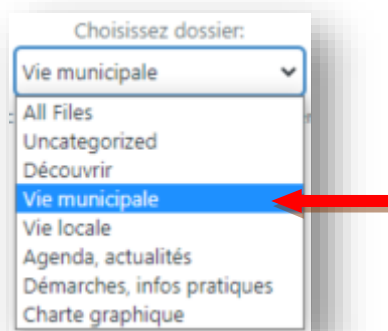 Choisissez dossier:
Vie municipale
All Files
Uncategorized
Découvrir
Vie municipale
Vie locale
Agenda, actualités
Démarches, infos pratiques
Charte graphique